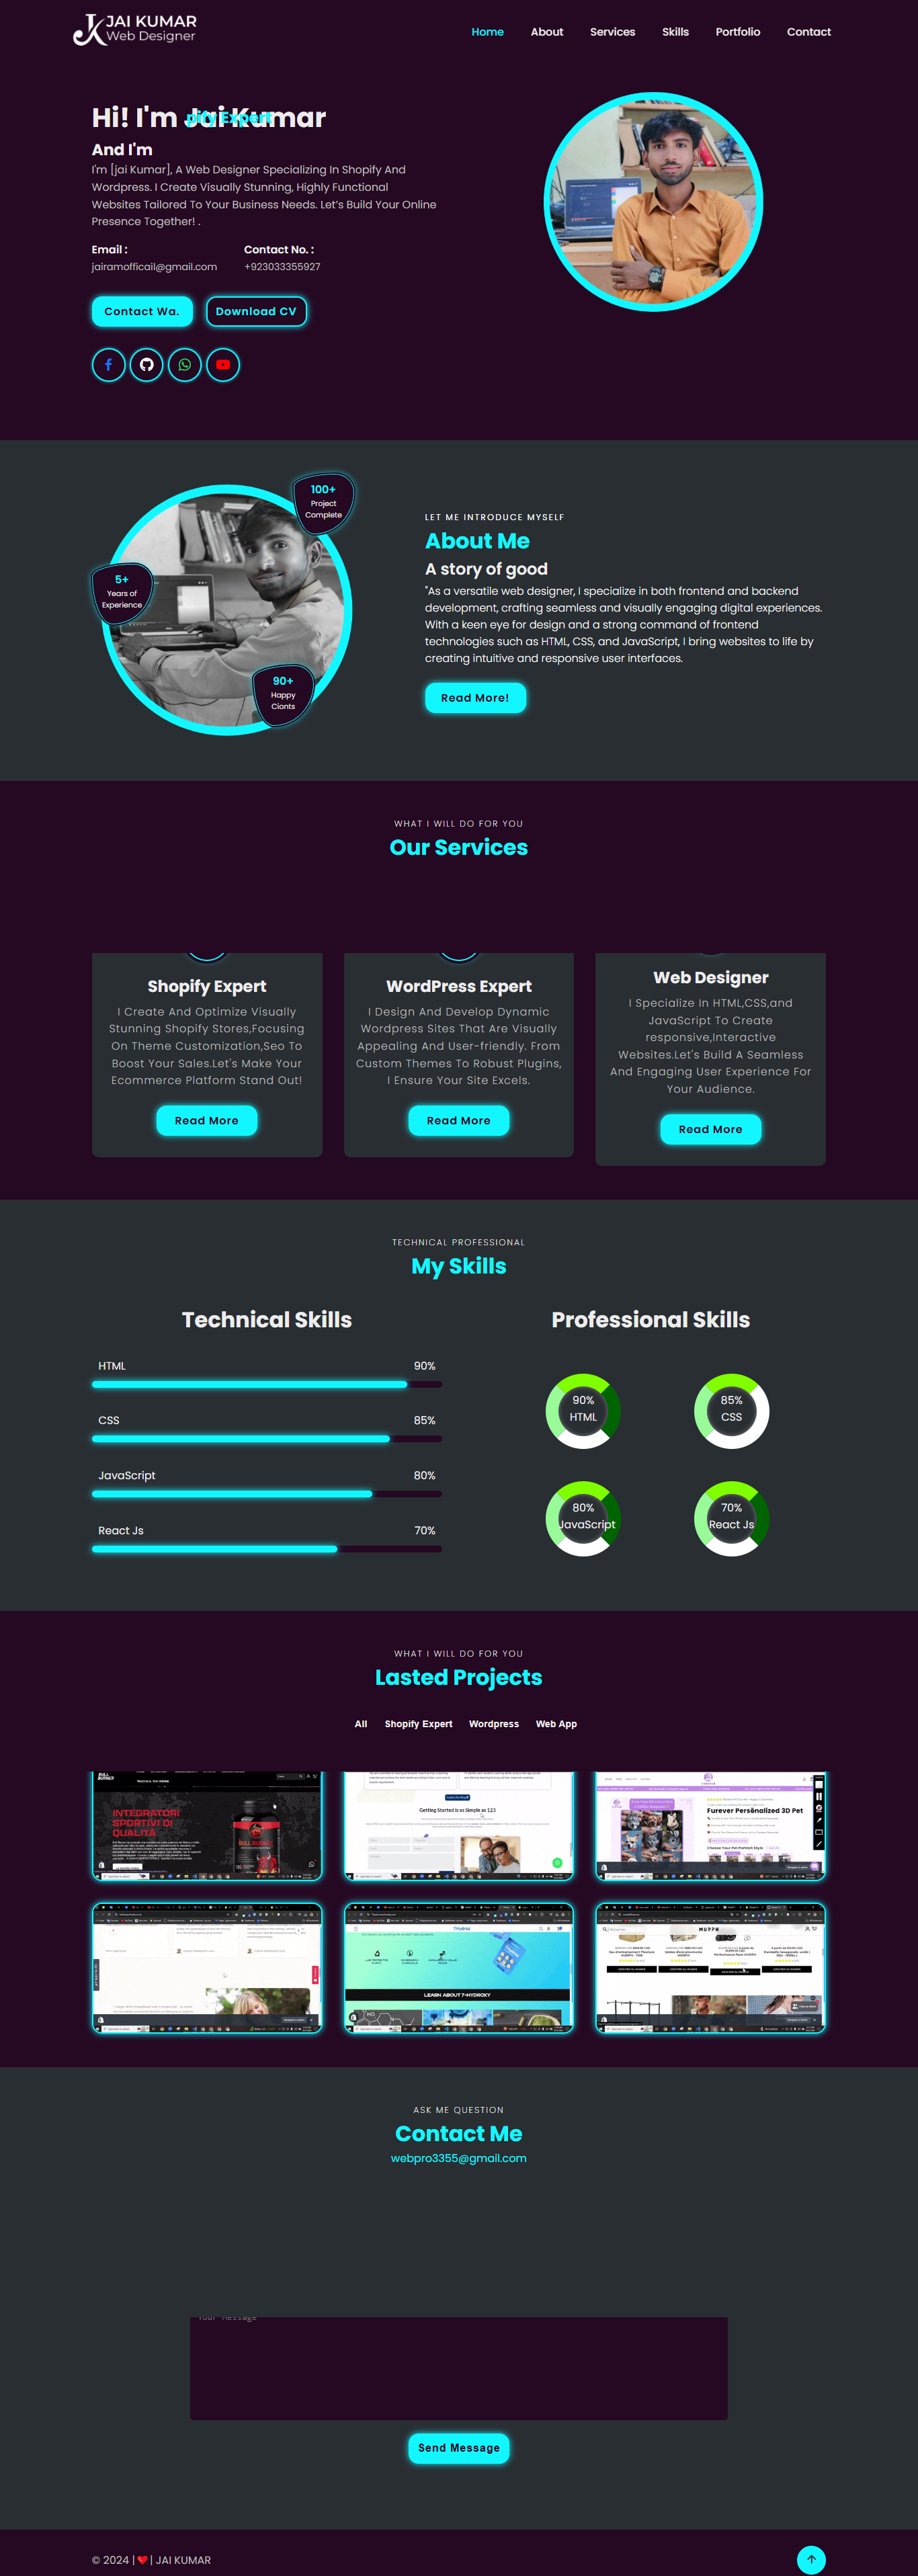 JAI KUMAR
Web Designer
Home About Services Skills Portfolio Contact
Hi! I'm Jai Kumar
pify Expert
And I'm
I'm [jai Kumar], A Web Designer Specializing In Shopify And
Wordpress. I Create Visually Stunning, Highly Functional
Websites Tailored To Your Business Needs. Let's Build Your Online
Presence Together! .
Email : Contact No. :
jairamofficail@gmail.com +923033355927
Contact Wa. Download CV
100+
Project
Complete
5+
Years of
Experience
90+
Happy
Cionts
LET ME INTRODUCE MYSELF
About Me
A story of good
"As a versatile web designer, I specialize in both frontend and backend
development, crafting seamless and visually engaging digital experiences.
With a keen eye for design and a strong command of frontend
technologies such as HTML, CSS, and JavaScript, I bring websites to life by
creating intuitive and responsive user interfaces.
Read More!
WHAT I WILL DO FOR YOU
Our Services
Shopify Expert
I Create And Optimize Visually
Stunning Shopify Stores,Focusing
On Theme Customization,Seo To
Boost Your Sales.Let's Make Your
Ecommerce Platform Stand Out!
Read More
WordPress Expert
I Design And Develop Dynamic
Wordpress Sites That Are Visually
Appealing And User-friendly. From
Custom Themes To Robust Plugins,
I Ensure Your Site Excels.
Read More
Web Designer
I Specialize In HTML,CSS,and
JavaScript To Create
responsive,Interactive
Websites.Let's Build A Seamless
And Engaging User Experience For
Your Audience.
Read More
TECHNICAL PROFESSIONAL
My Skills
Technical Skills
HTML 90%
CSS 85%
JavaScript 80%
React Js 70%
Professional Skills
90%
HTML
85%
CSS
80%
JavaScript
70%
React Js
WHAT I WILL DO FOR YOU
Lasted Projects
All Shopify Expert Wordpress Web App
BULL BURNER
INTEGRATORI
SPORTIVI DI
QUALITÀ
Getting Started is as Simple as 123
Furever Persönalized 3D Pet
LEARN ABOUT 7-HYDROXY
MURPH
ASK ME QUESTION
Contact Me
webpro3355@gmail.com
Your Message
Send Message
© 2024 | ❤ | JAI KUMAR